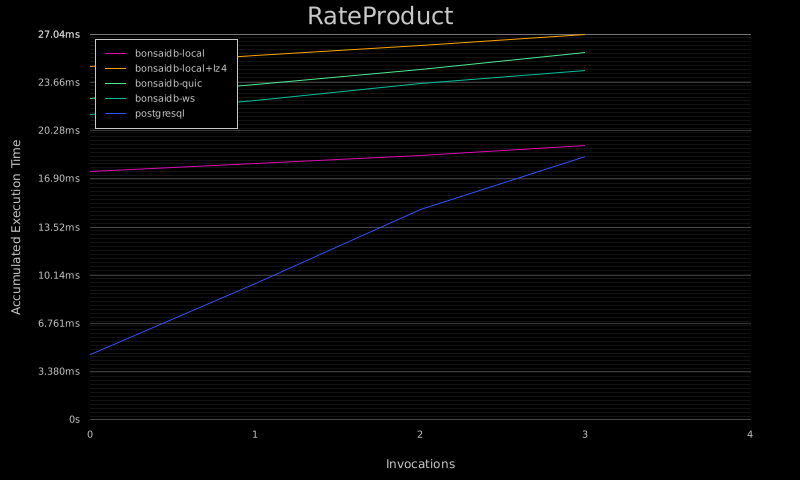 RateProduct
27.04ms
bonsaidb-local
bonsaidb-local+lz4
bonsaidb-quic
bonsaidb-ws
postgresql
23.66ms
20.28ms
16.90ms
13.52ms
10.14ms
6.761ms
3.380ms
0s
Accumulated Execution Time
0 1 2 3 4
Invocations